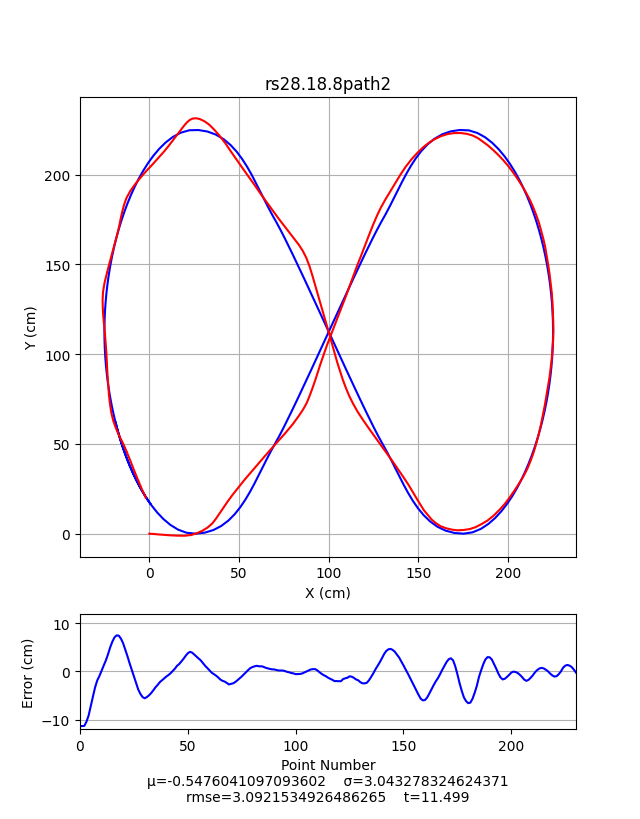 rs28.18.8path2
200
150
100
50
0
Y (cm)
0 50 100 150 200
X (cm)
10
0
−10
Error (cm)
0 50 100 150 200
Point Number
μ=-0.5476041097093602 σ=3.043278324624371
rmse=3.0921534926486265 t=11.499